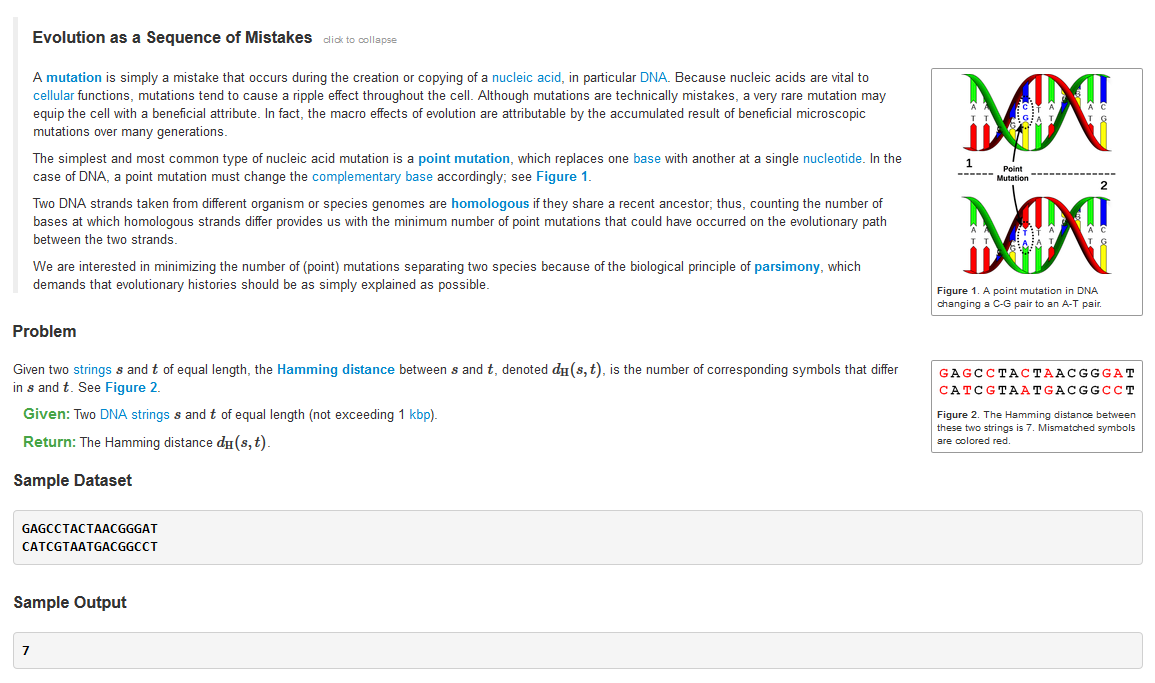 Evolution as a Sequence of Mistakes click to collapse
A mutation is simply a mistake that occurs during the creation or copying of a nucleic acid, in particular DNA. Because nucleic acids are vital to
cellular functions, mutations tend to cause a ripple effect throughout the cell. Although mutations are technically mistakes, a very rare mutation may
equip the cell with a beneficial attribute. In fact, the macro effects of evolution are attributable by the accumulated result of beneficial microscopic
mutations over many generations.
The simplest and most common type of nucleic acid mutation is a point mutation, which replaces one base with another at a single nucleotide. In the
case of DNA, a point mutation must change the complementary base accordingly; see Figure 1.
Two DNA strands taken from different organism or species genomes are homologous if they share a recent ancestor; thus, counting the number of
bases at which homologous strands differ provides us with the minimum number of point mutations that could have occurred on the evolutionary path
between the two strands.
We are interested in minimizing the number of (point) mutations separating two species because of the biological principle of parsimony, which
demands that evolutionary histories should be as simply explained as possible.
1
Point
Mutation
2
Figure 1. A point mutation in DNA
changing a C-G pair to an A-T pair.
Problem
Given two strings s and t of equal length, the Hamming distance between s and t, denoted dH(s, t), is the number of corresponding symbols that differ
in s and t. See Figure 2.
Given: Two DNA strings s and t of equal length (not exceeding 1 kbp).
Return: The Hamming distance dH(s, t).
GAGCCTACTAACGGGAT
CATCGTAATGACGGCCT
Figure 2. The Hamming distance between
these two strings is 7. Mismatched symbols
are colored red.
Sample Dataset
GAGCCTACTAACGGGAT
CATCGTAATGACGGCCT
Sample Output
7